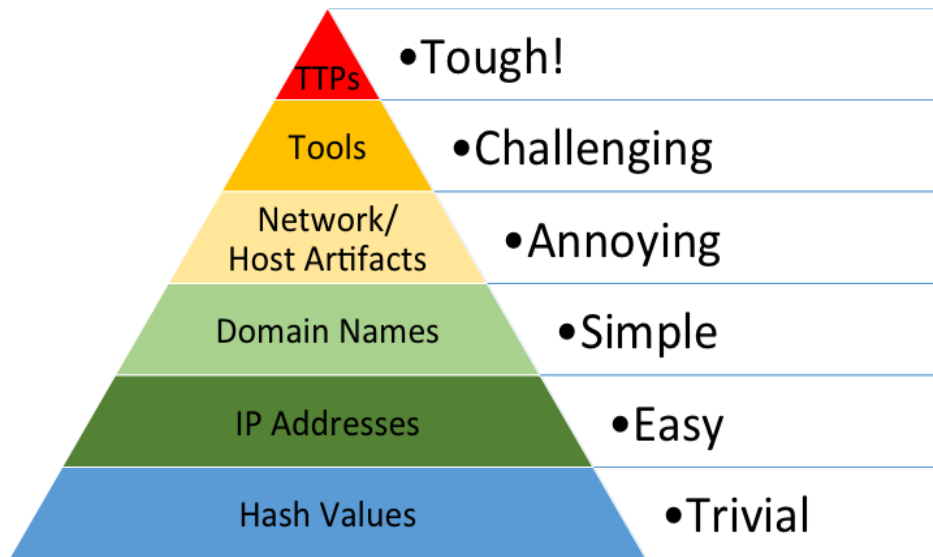 TTPs
•Tough!
Tools
•Challenging
Network/
Host Artifacts
•Annoying
Domain Names
•Simple
IP Addresses
•Easy
Hash Values
•Trivial